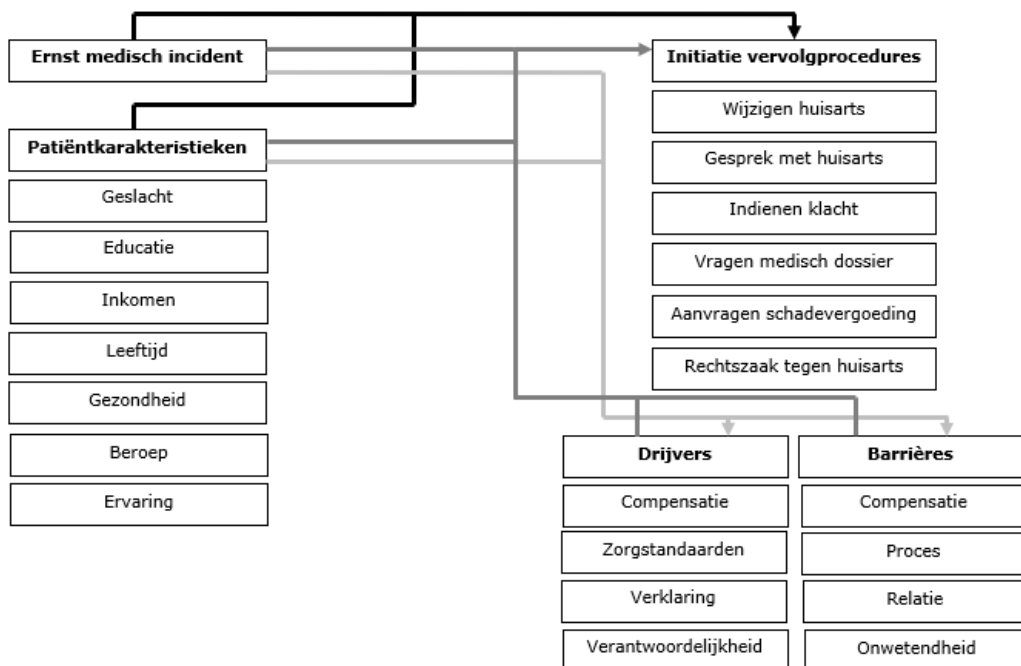 Ernst medisch incident
Initiatie vervolgprocedures
Wijzigen huisarts
Patiëntkarakteristieken
Gesprek met huisarts
Geslacht
Indienen klacht
Educatie
Vragen medisch dossier
Inkomen
Aanvragen schadevergoeding
Leeftijd
Rechtszaak tegen huisarts
Gezondheid
Beroep
Drijvers
Barrières
Ervaring
Compensatie
Compensatie
Zorgstandaarden
Proces
Verklaring
Relatie
Verantwoordelijkheid
Onwetendheid